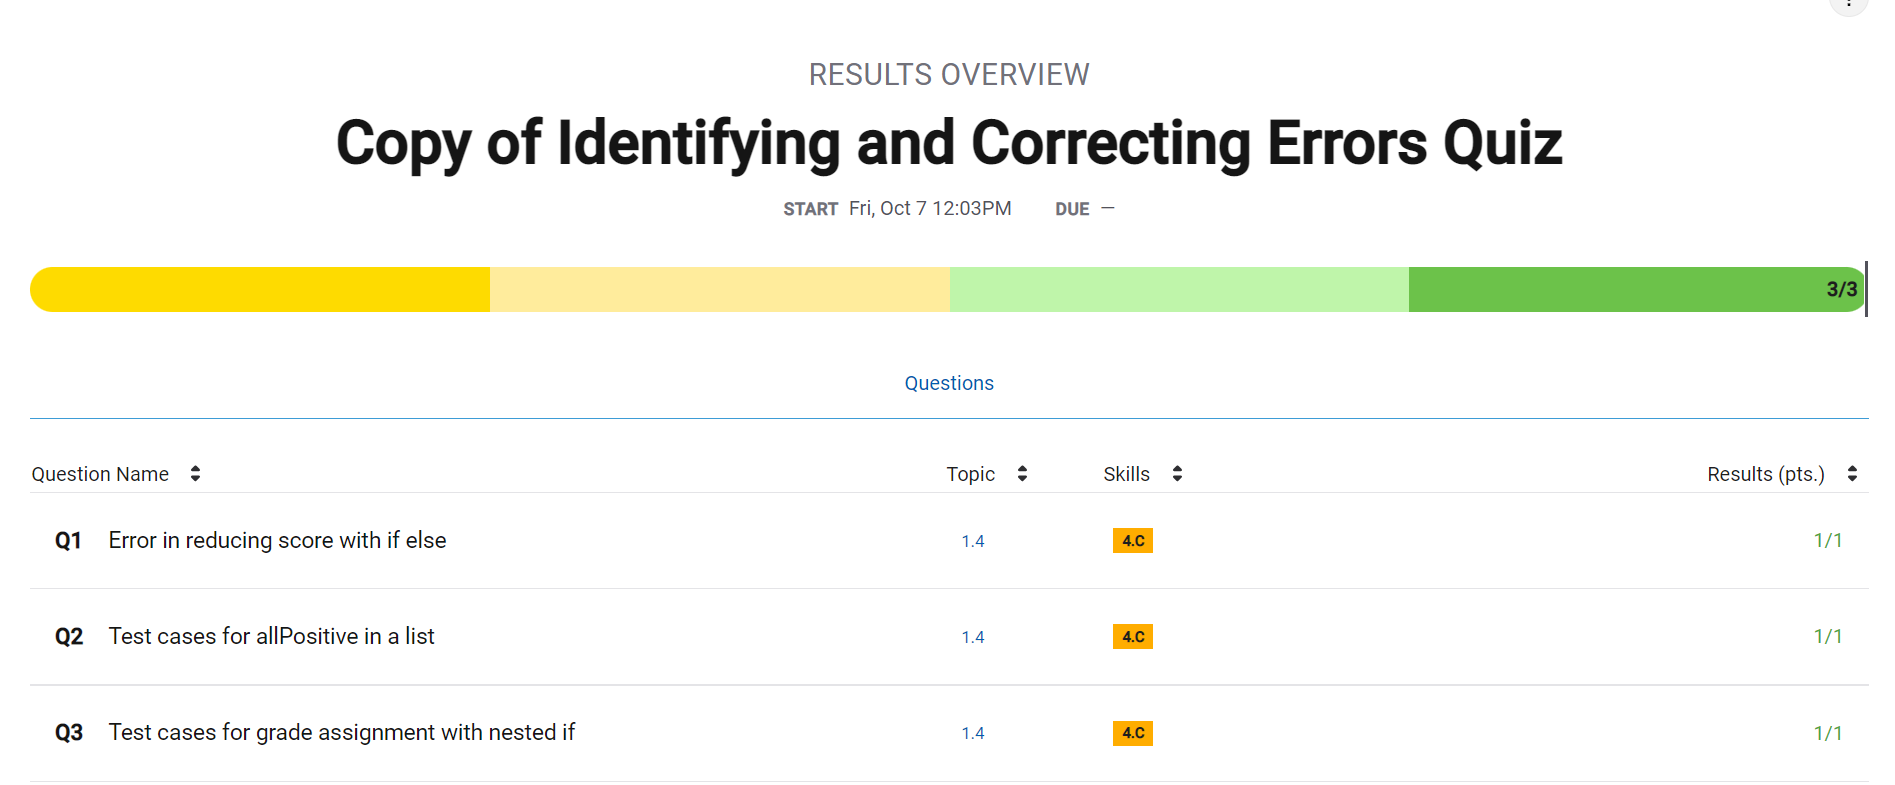 RESULTS OVERVIEW
Copy of Identifying and Correcting Errors Quiz
START Fri, Oct 7 12:03PM DUE —
3/3
Questions
Question Name Topic Skills Results (pts.)
Q1 Error in reducing score with if else 1.4 4.C 1/1
Q2 Test cases for allPositive in a list 1.4 4.C 1/1
Q3 Test cases for grade assignment with nested if 1.4 4.C 1/1